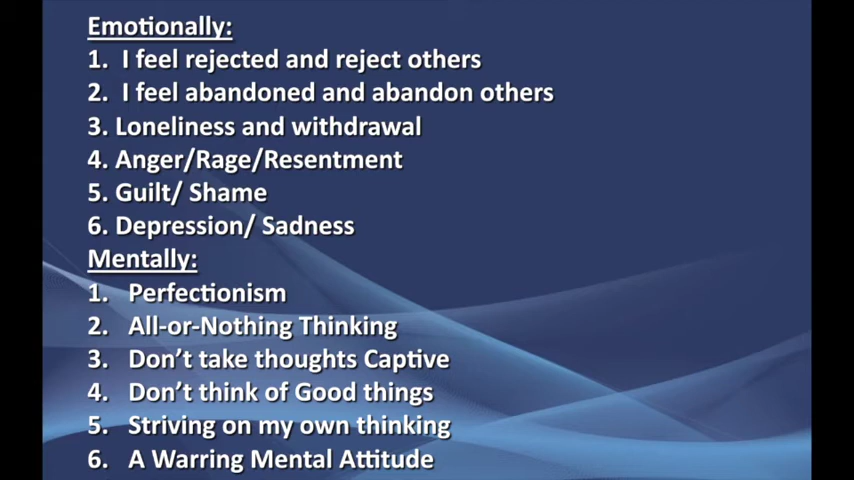 Emotionally:
1. I feel rejected and reject others
2. I feel abandoned and abandon others
3. Loneliness and withdrawal
4. Anger/Rage/Resentment
5. Guilt/ Shame
6. Depression/ Sadness
Mentally:
1. Perfectionism
2. All-or-Nothing Thinking
3. Don't take thoughts Captive
4. Don't think of Good things
5. Striving on my own thinking
6. A Warring Mental Attitude